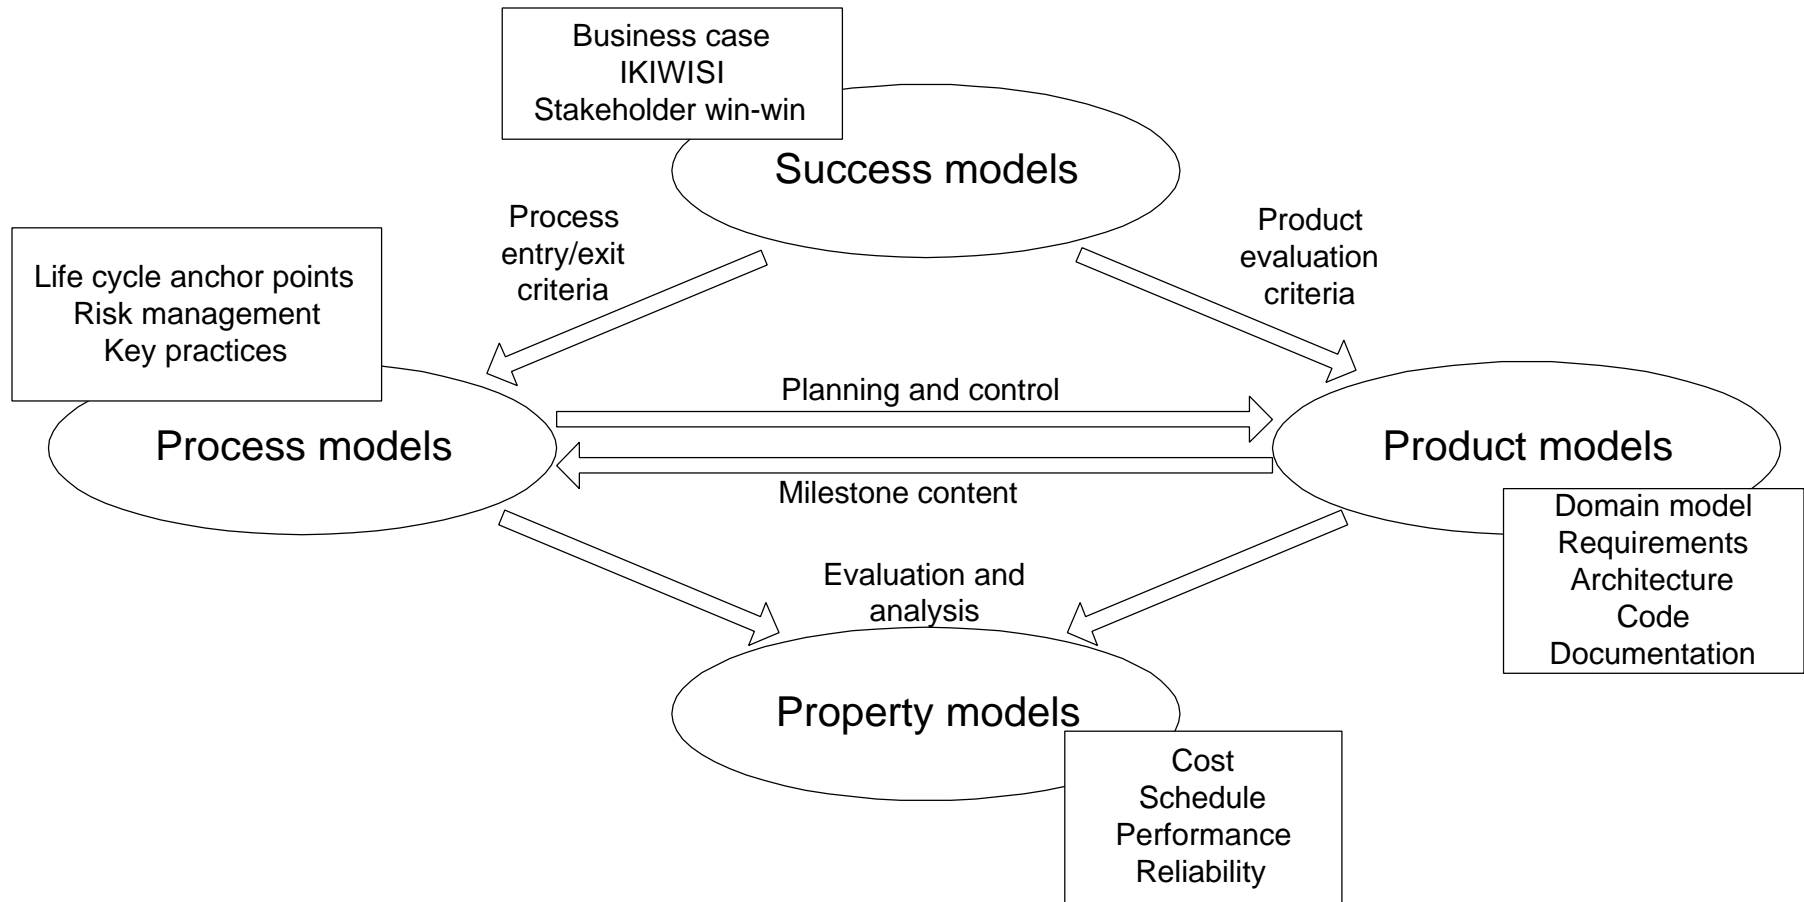 Business case
IKIWISI
Stakeholder win-win
Success models
Process
entry/exit
criteria
Product
evaluation
criteria
Life cycle anchor points
Risk management
Key practices
Planning and control
Process models
Product models
Milestone content
Domain model
Requirements
Architecture
Code
Documentation
Evaluation and
analysis
Property models
Cost
Schedule
Performance
Reliability